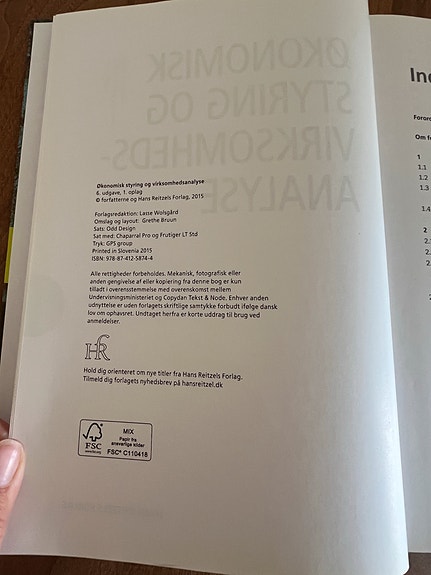 ØKONOMISK
STYRING OG
VIRKSOMHEDS-
ANALYSE
Økonomisk styring og virksomhedsanalyse
6. udgave, 1. oplag
© forfatterne og Hans Reitzels Forlag, 2015
Forlagsredaktion: Lasse Wolsgård
Omslag og layout: Grethe Bruun
Sats: Odd Design
Sat med: Chaparral Pro og Frutiger LT Std
Tryk: GPS group
Printed in Slovenia 2015
ISBN: 978-87-412-5874-4
Alle rettigheder forbeholdes. Mekanisk, fotografisk eller
anden gengivelse af eller kopiering fra denne bog er kun
tilladt i overensstemmelse med overenskomst mellem
Undervisningsministeriet og Copydan Tekst & Node. Enhver anden
udnyttelse er uden forlagets skriftlige samtykke forbudt ifølge dansk
lov om ophavsret. Undtaget herfra er korte uddrag til brug ved
anmeldelser.
HR
Hold dig orienteret om nye titler fra Hans Reitzels Forlag.
Tilmeld dig forlagets nyhedsbrev på hansreitzel.dk
FSC
www.fsc.org
MIX
Papir fra
ansvarlige kilder
FSC® C110418
1
1.1
1.2
1.3
1.4
2